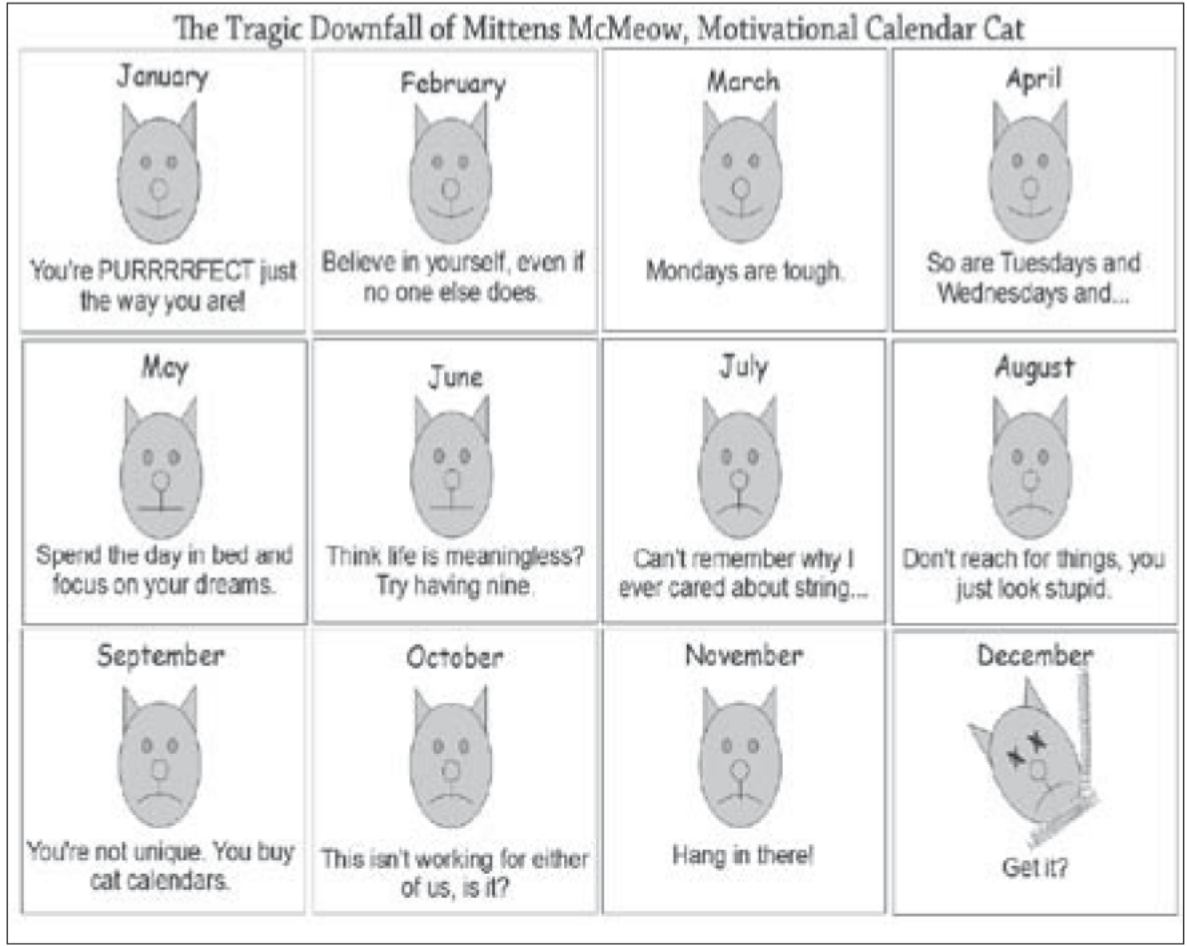 The Tragic Downfall of Mittens McMeow, Motivational Calendar Cat
January
You're PURRRRFECT just
the way you are!
February
Believe in yourself, even if
no one else does.
March
Mondays are tough.
April
So are Tuesdays and
Wednesdays and...
May
Spend the day in bed and
focus on your dreams.
June
Think life is meaningless?
Try having nine.
July
Can't remember why I
ever cared about string...
August
Don't reach for things, you
just look stupid.
September
You're not unique. You buy
cat calendars.
October
This isn't working for either
of us, is it?
November
Hang in there!
December
Get it?